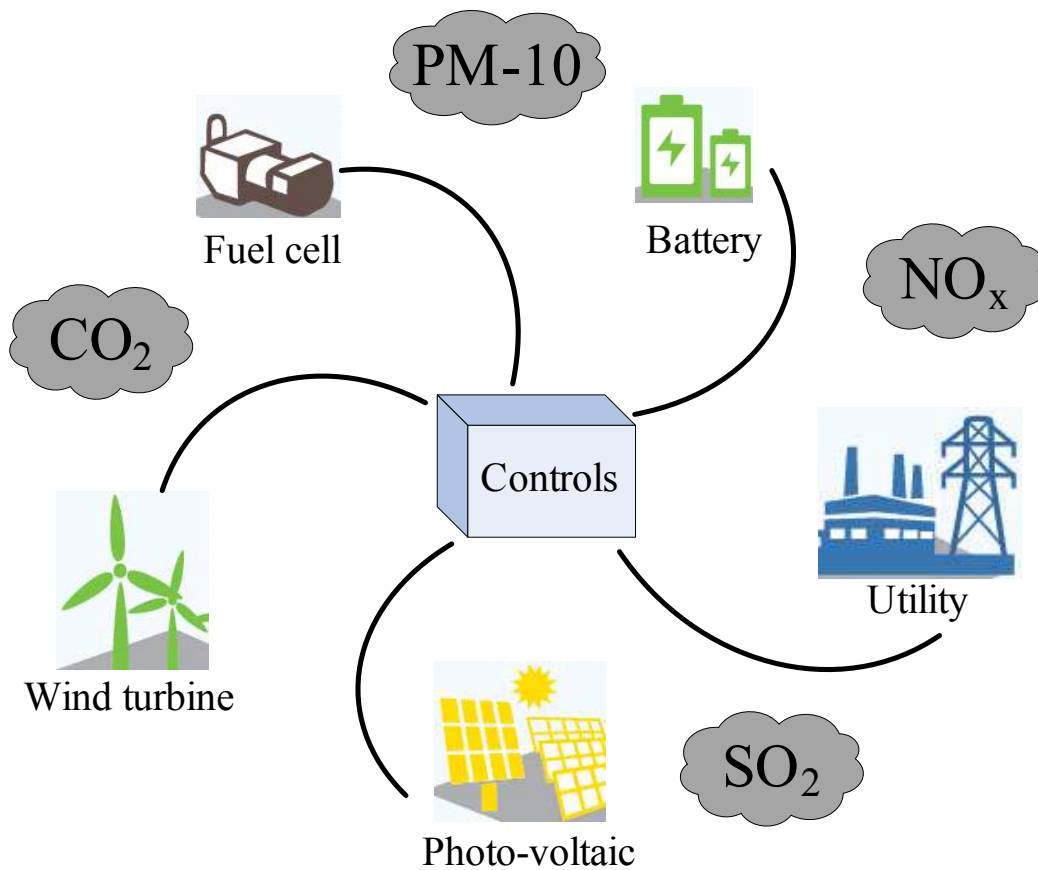 PM-10
Fuel cell
Battery
NOₓ
CO₂
Controls
Utility
Wind turbine
SO₂
Photo-voltaic